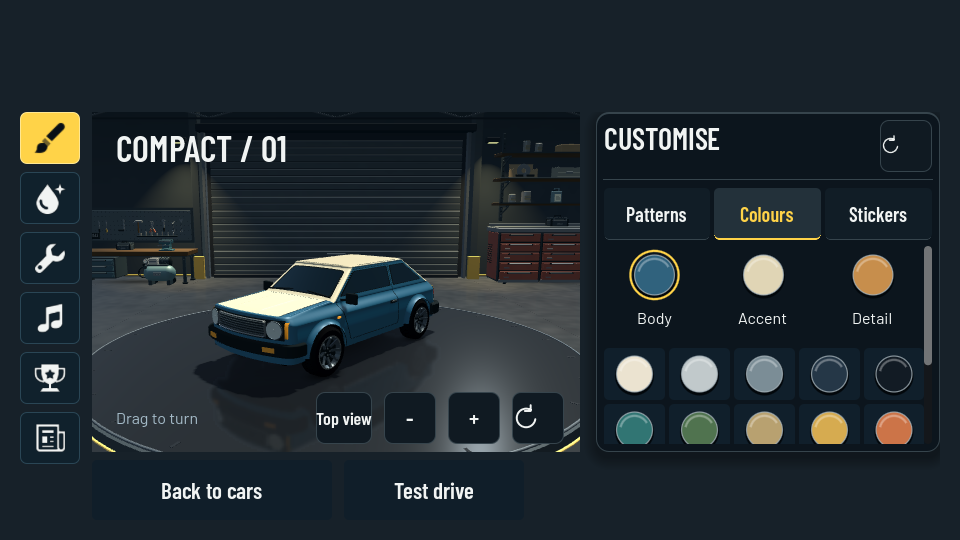 COMPACT / 01
CUSTOMISE
Patterns
Colours
Stickers
Body
Accent
Detail
Drag to turn
Top view
-
+
Back to cars
Test drive